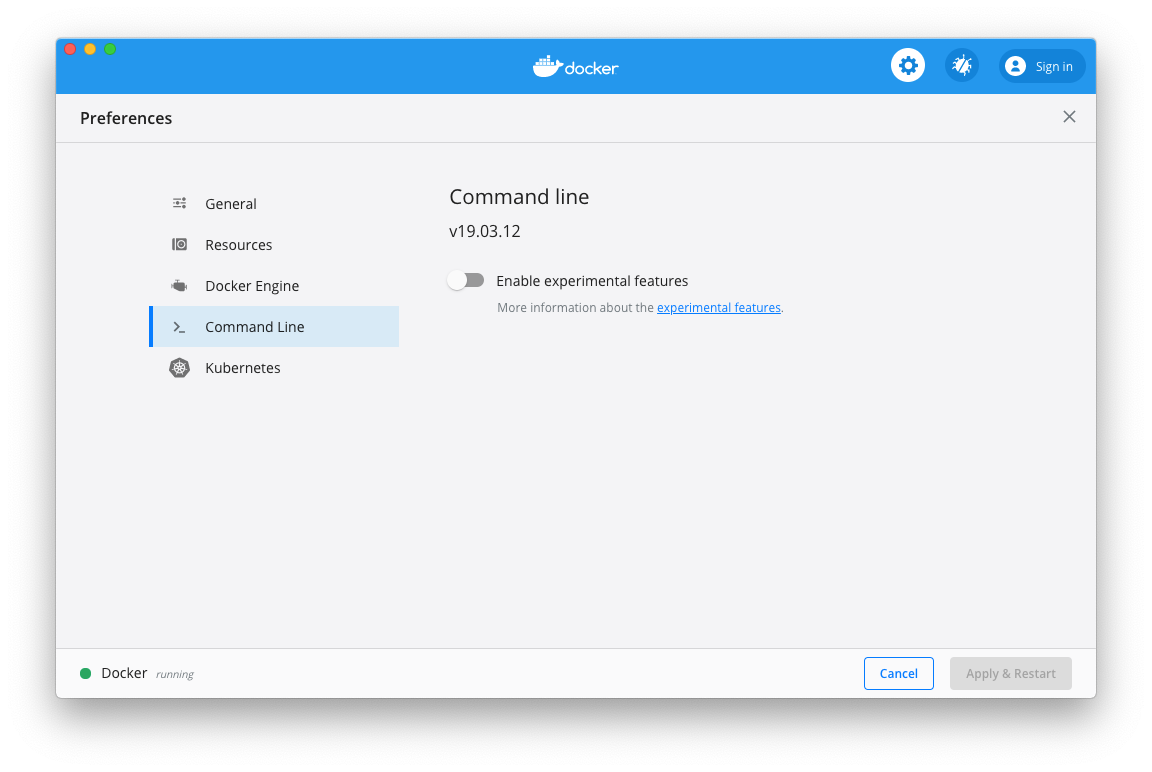 docker
Sign in
Preferences
General
Resources
Docker Engine
Command Line
Kubernetes
Command line
v19.03.12
Enable experimental features
More information about the experimental features.
Docker running
Cancel
Apply & Restart